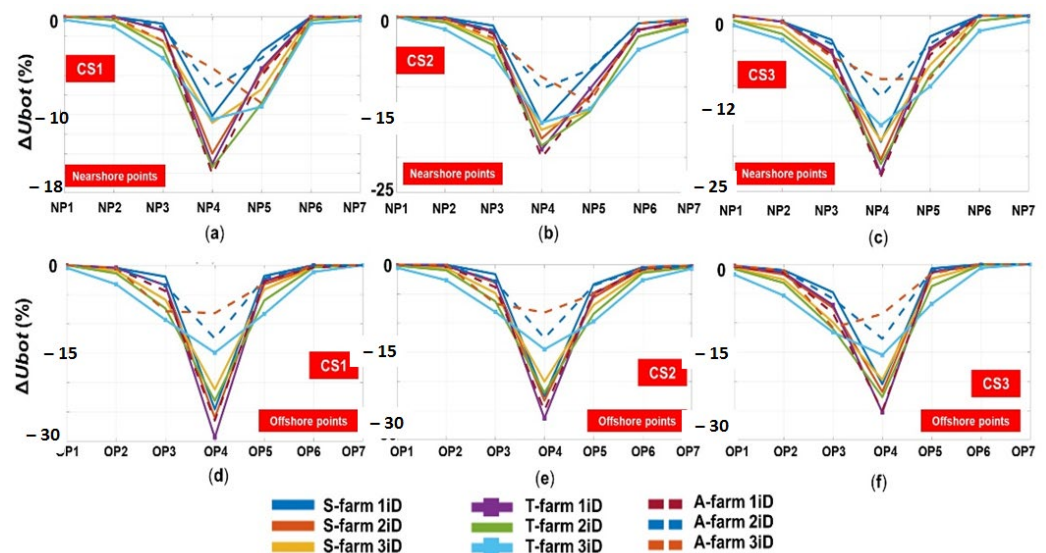 ΔUbot (%)
0
– 10
– 18
CS1
Nearshore points
NP1 NP2 NP3 NP4 NP5 NP6 NP7
(a)
0
– 15
–25
CS2
Nearshore points
NP1 NP2 NP3 NP4 NP5 NP6 NP7
(b)
0
– 12
– 25
CS3
Nearshore points
NP1 NP2 NP3 NP4 NP5 NP6 NP7
(c)
ΔUbot (%)
0
– 15
– 30
CS1
Offshore points
OP1 OP2 OP3 OP4 OP5 OP6 OP7
(d)
0
– 15
– 30
CS2
Offshore points
OP1 OP2 OP3 OP4 OP5 OP6 OP7
(e)
0
– 15
– 30
CS3
Offshore points
OP1 OP2 OP3 OP4 OP5 OP6 OP7
(f)
S-farm 1iD T-farm 1iD A-farm 1iD
S-farm 2iD T-farm 2iD A-farm 2iD
S-farm 3iD T-farm 3iD A-farm 3iD